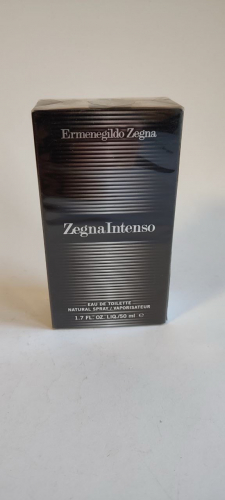 Ermenegildo Zegna
ZegnaIntenso
EAU DE TOILETTE
NATURAL SPRAY / VAPORISATEUR
1.7 FL. OZ. LIQ./50 ml ℮